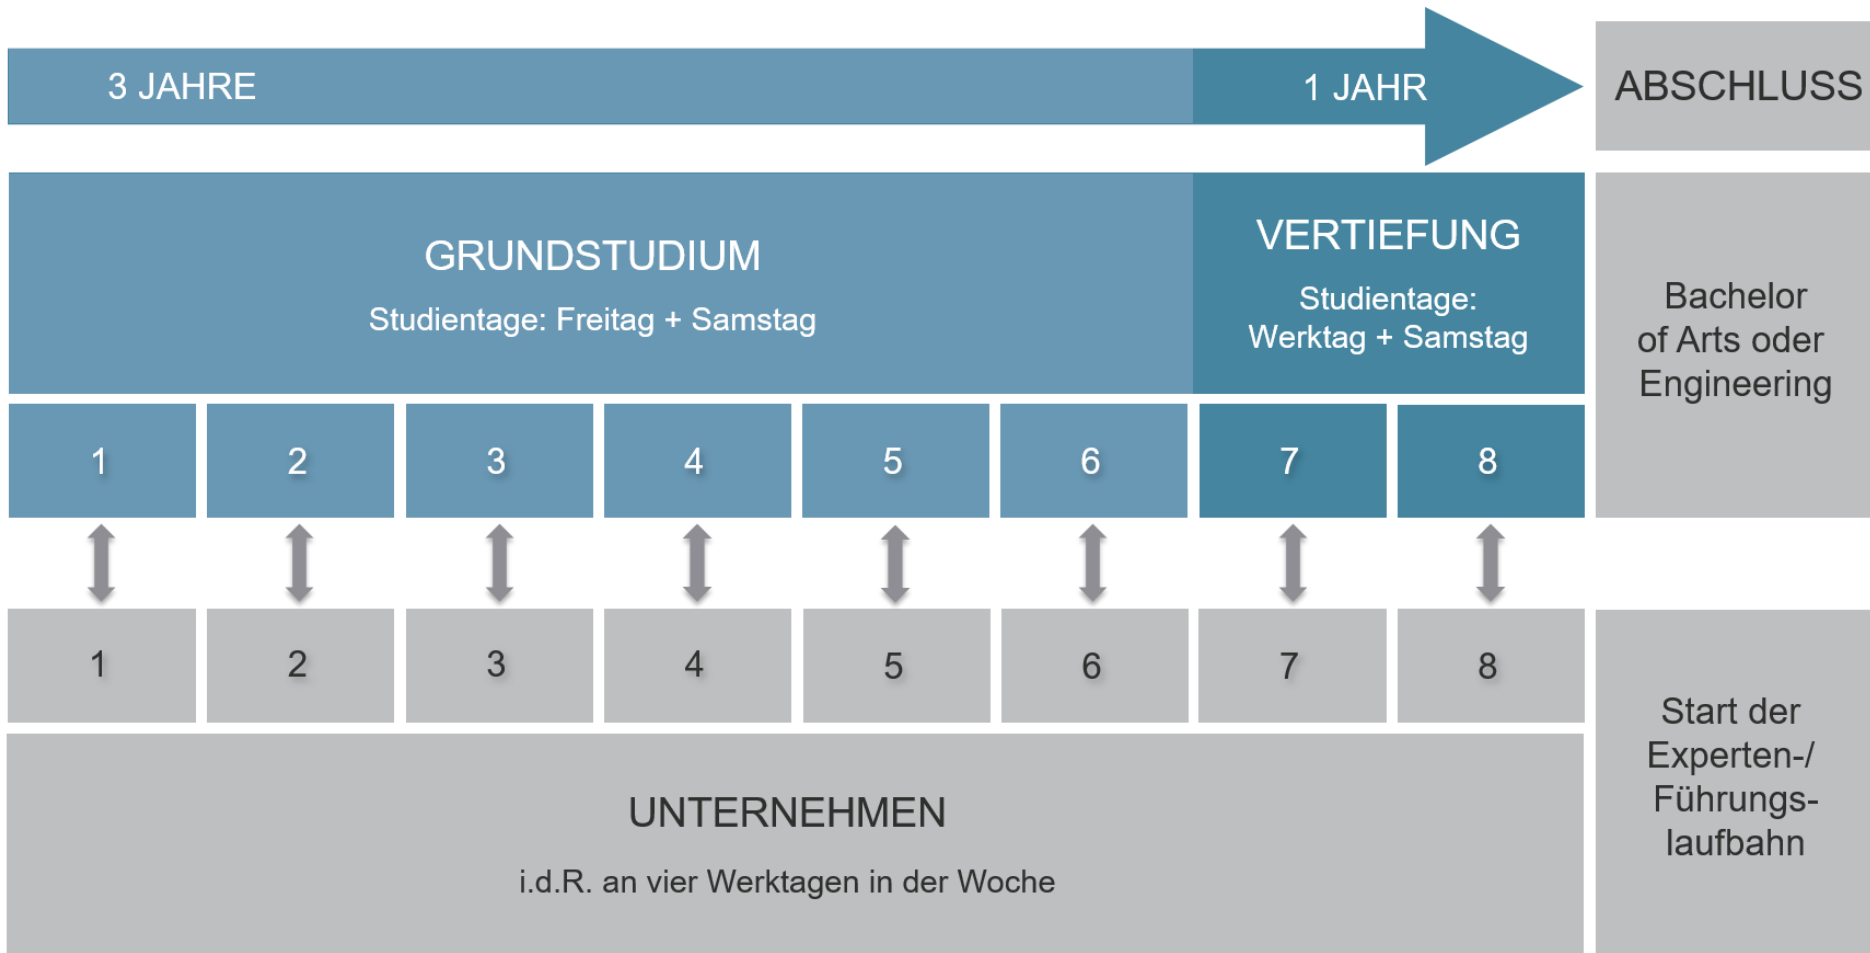 3 JAHRE
1 JAHR
ABSCHLUSS
GRUNDSTUDIUM
Studientage: Freitag + Samstag
VERTIEFUNG
Studientage:
Werktag + Samstag
Bachelor
of Arts oder
Engineering
1
2
3
4
5
6
7
8
1
2
3
4
5
6
7
8
UNTERNEHMEN
i.d.R. an vier Werktagen in der Woche
Start der
Experten-/
Führungs-
laufbahn